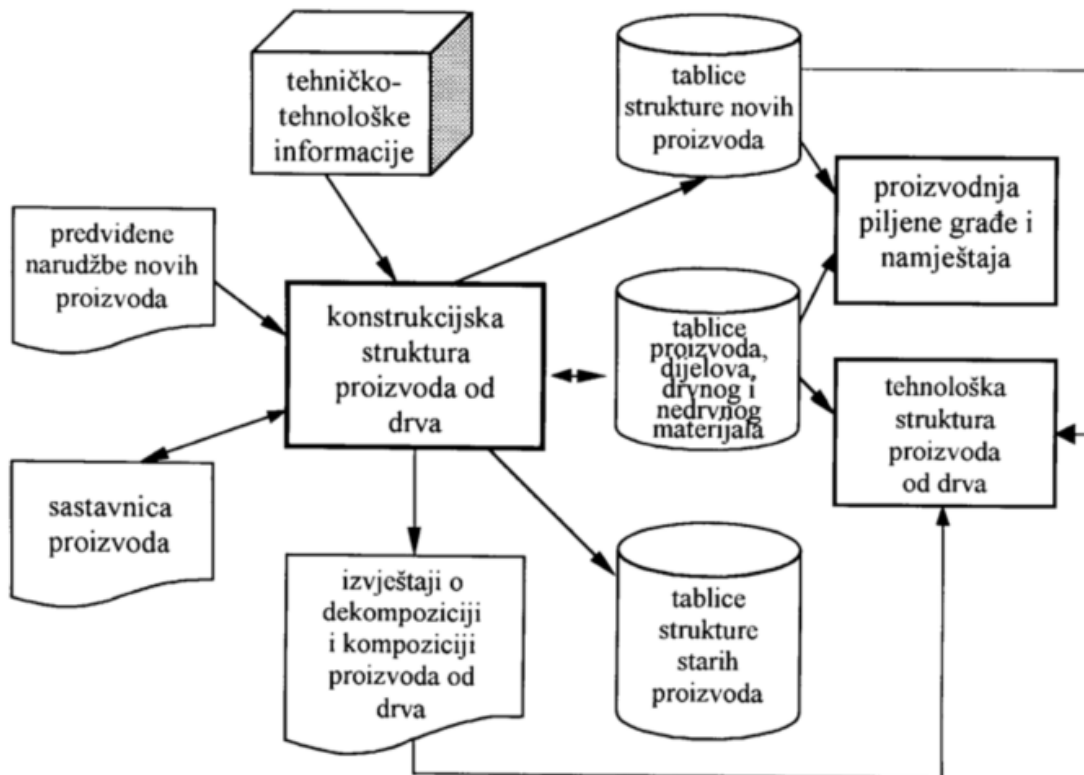 tehničko-
tehnološke
informacije
tablice
strukture novih
proizvoda
proizvodnja
piljene građe i
namještaja
predviđene
narudžbe novih
proizvoda
konstrukcijska
struktura
proizvoda od
drva
tablice
proizvoda,
dijelova,
drvnog i
nedrvnog
materijala
tehnološka
struktura
proizvoda
od drva
sastavnica
proizvoda
izvještaji o
dekompoziciji
i kompoziciji
proizvoda od
drva
tablice
strukture
starih
proizvoda